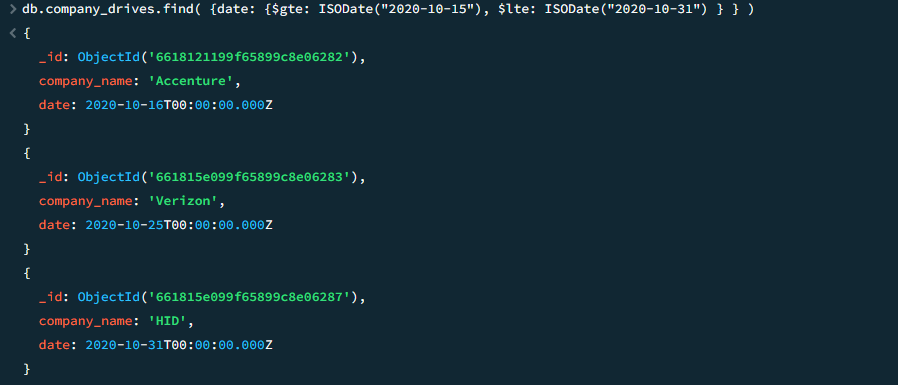 > db.company_drives.find( {date: {$gte: ISODate("2020-10-15"), $lte: ISODate("2020-10-31") } } )
< {
_id: ObjectId('6618121199f65899c8e06282'),
company_name: 'Accenture',
date: 2020-10-16T00:00:00.000Z
}
{
_id: ObjectId('661815e099f65899c8e06283'),
company_name: 'Verizon',
date: 2020-10-25T00:00:00.000Z
}
{
_id: ObjectId('661815e099f65899c8e06287'),
company_name: 'HID',
date: 2020-10-31T00:00:00.000Z
}